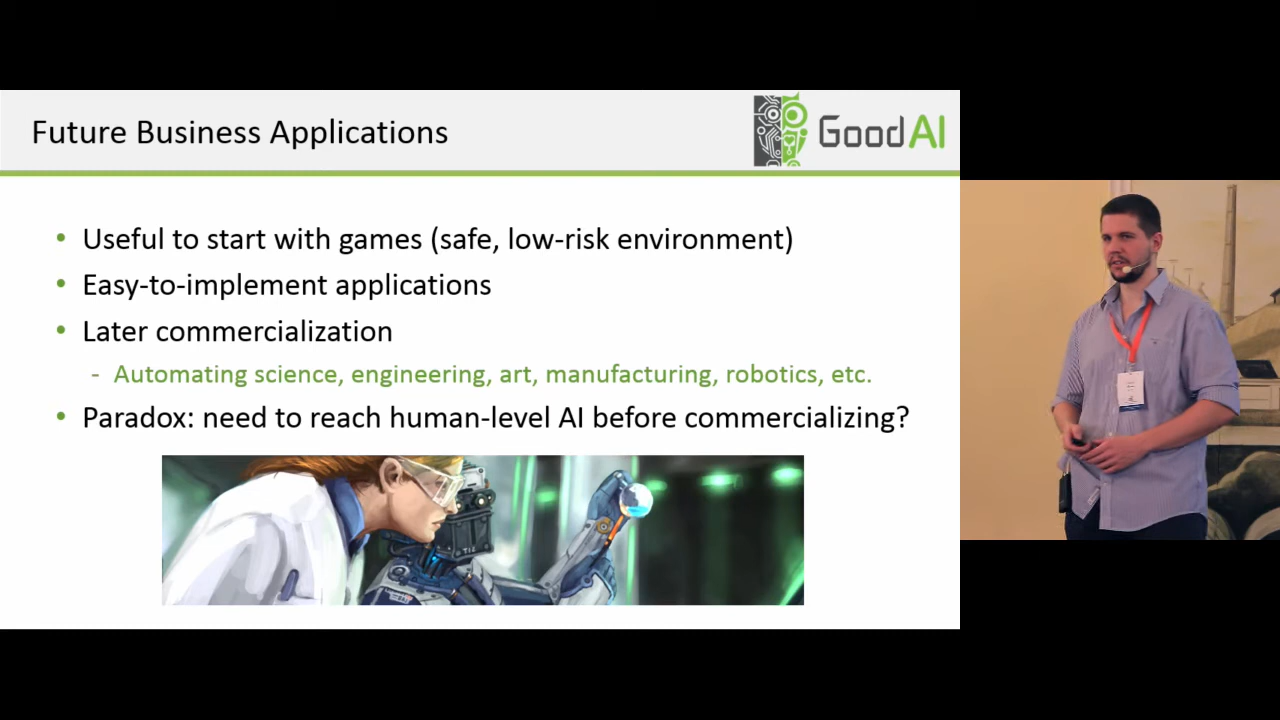 Future Business Applications
GoodAI
• Useful to start with games (safe, low-risk environment)
• Easy-to-implement applications
• Later commercialization
- Automating science, engineering, art, manufacturing, robotics, etc.
• Paradox: need to reach human-level AI before commercializing?